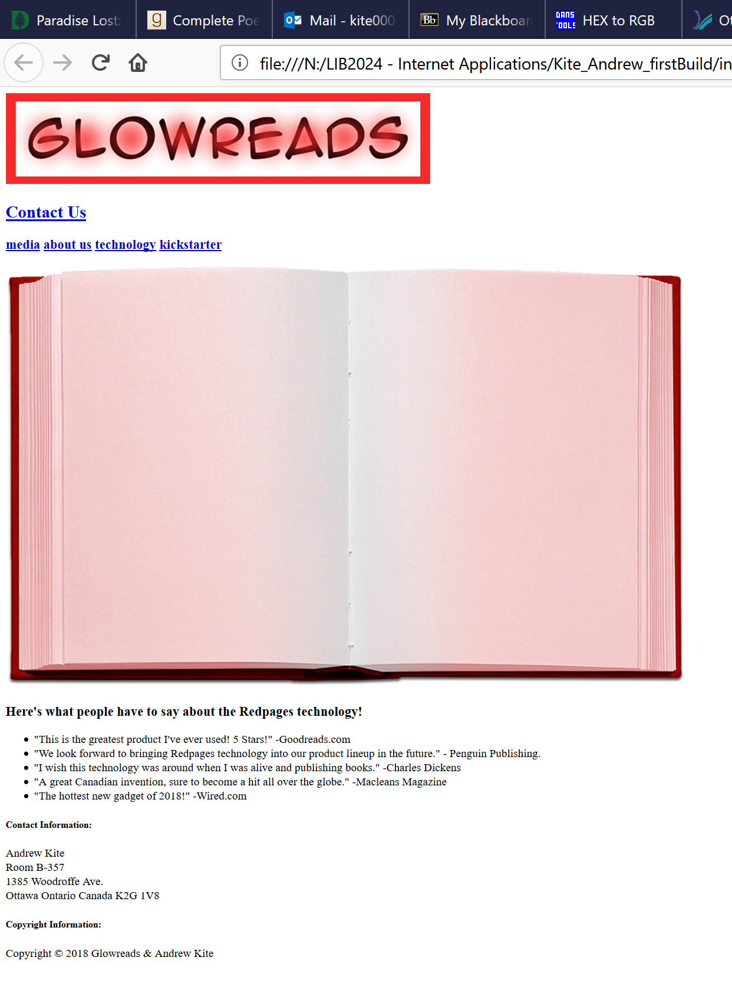 Paradise Lost:
Complete Poe
Mail - kite000
My Blackboar
HEX to RGB
file:///N:/LIB2024 - Internet Applications/Kite_Andrew_firstBuild/in
GLOWREADS
Contact Us
media about us technology kickstarter
Here's what people have to say about the Redpages technology!
"This is the greatest product I've ever used! 5 Stars!" -Goodreads.com
"We look forward to bringing Redpages technology into our product lineup in the future." - Penguin Publishing.
"I wish this technology was around when I was alive and publishing books." -Charles Dickens
"A great Canadian invention, sure to become a hit all over the globe." -Macleans Magazine
"The hottest new gadget of 2018!" -Wired.com
Contact Information:
Andrew Kite
Room B-357
1385 Woodroffe Ave.
Ottawa Ontario Canada K2G 1V8
Copyright Information:
Copyright © 2018 Glowreads & Andrew Kite